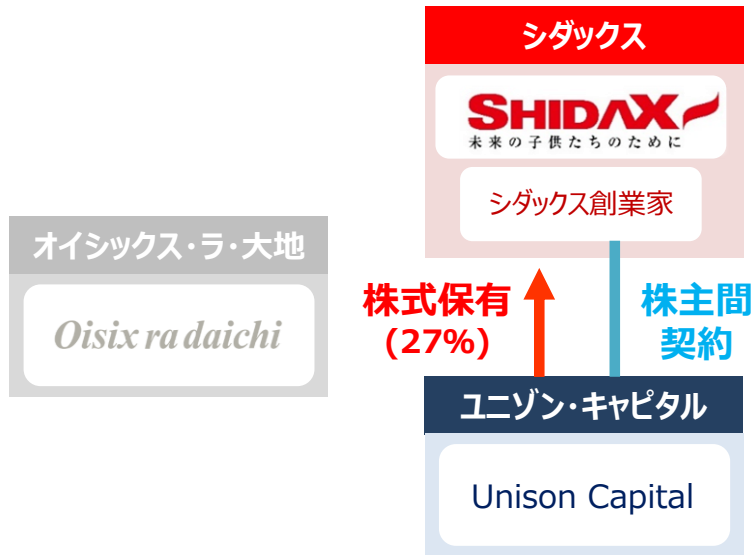 シダックス
SHIDAX
未来の子供たちのために
シダックス創業家
オイシックス・ラ・大地
Oisix ra daichi
株式保有
(27%)
株主間
契約
ユニゾン・キャピタル
Unison Capital